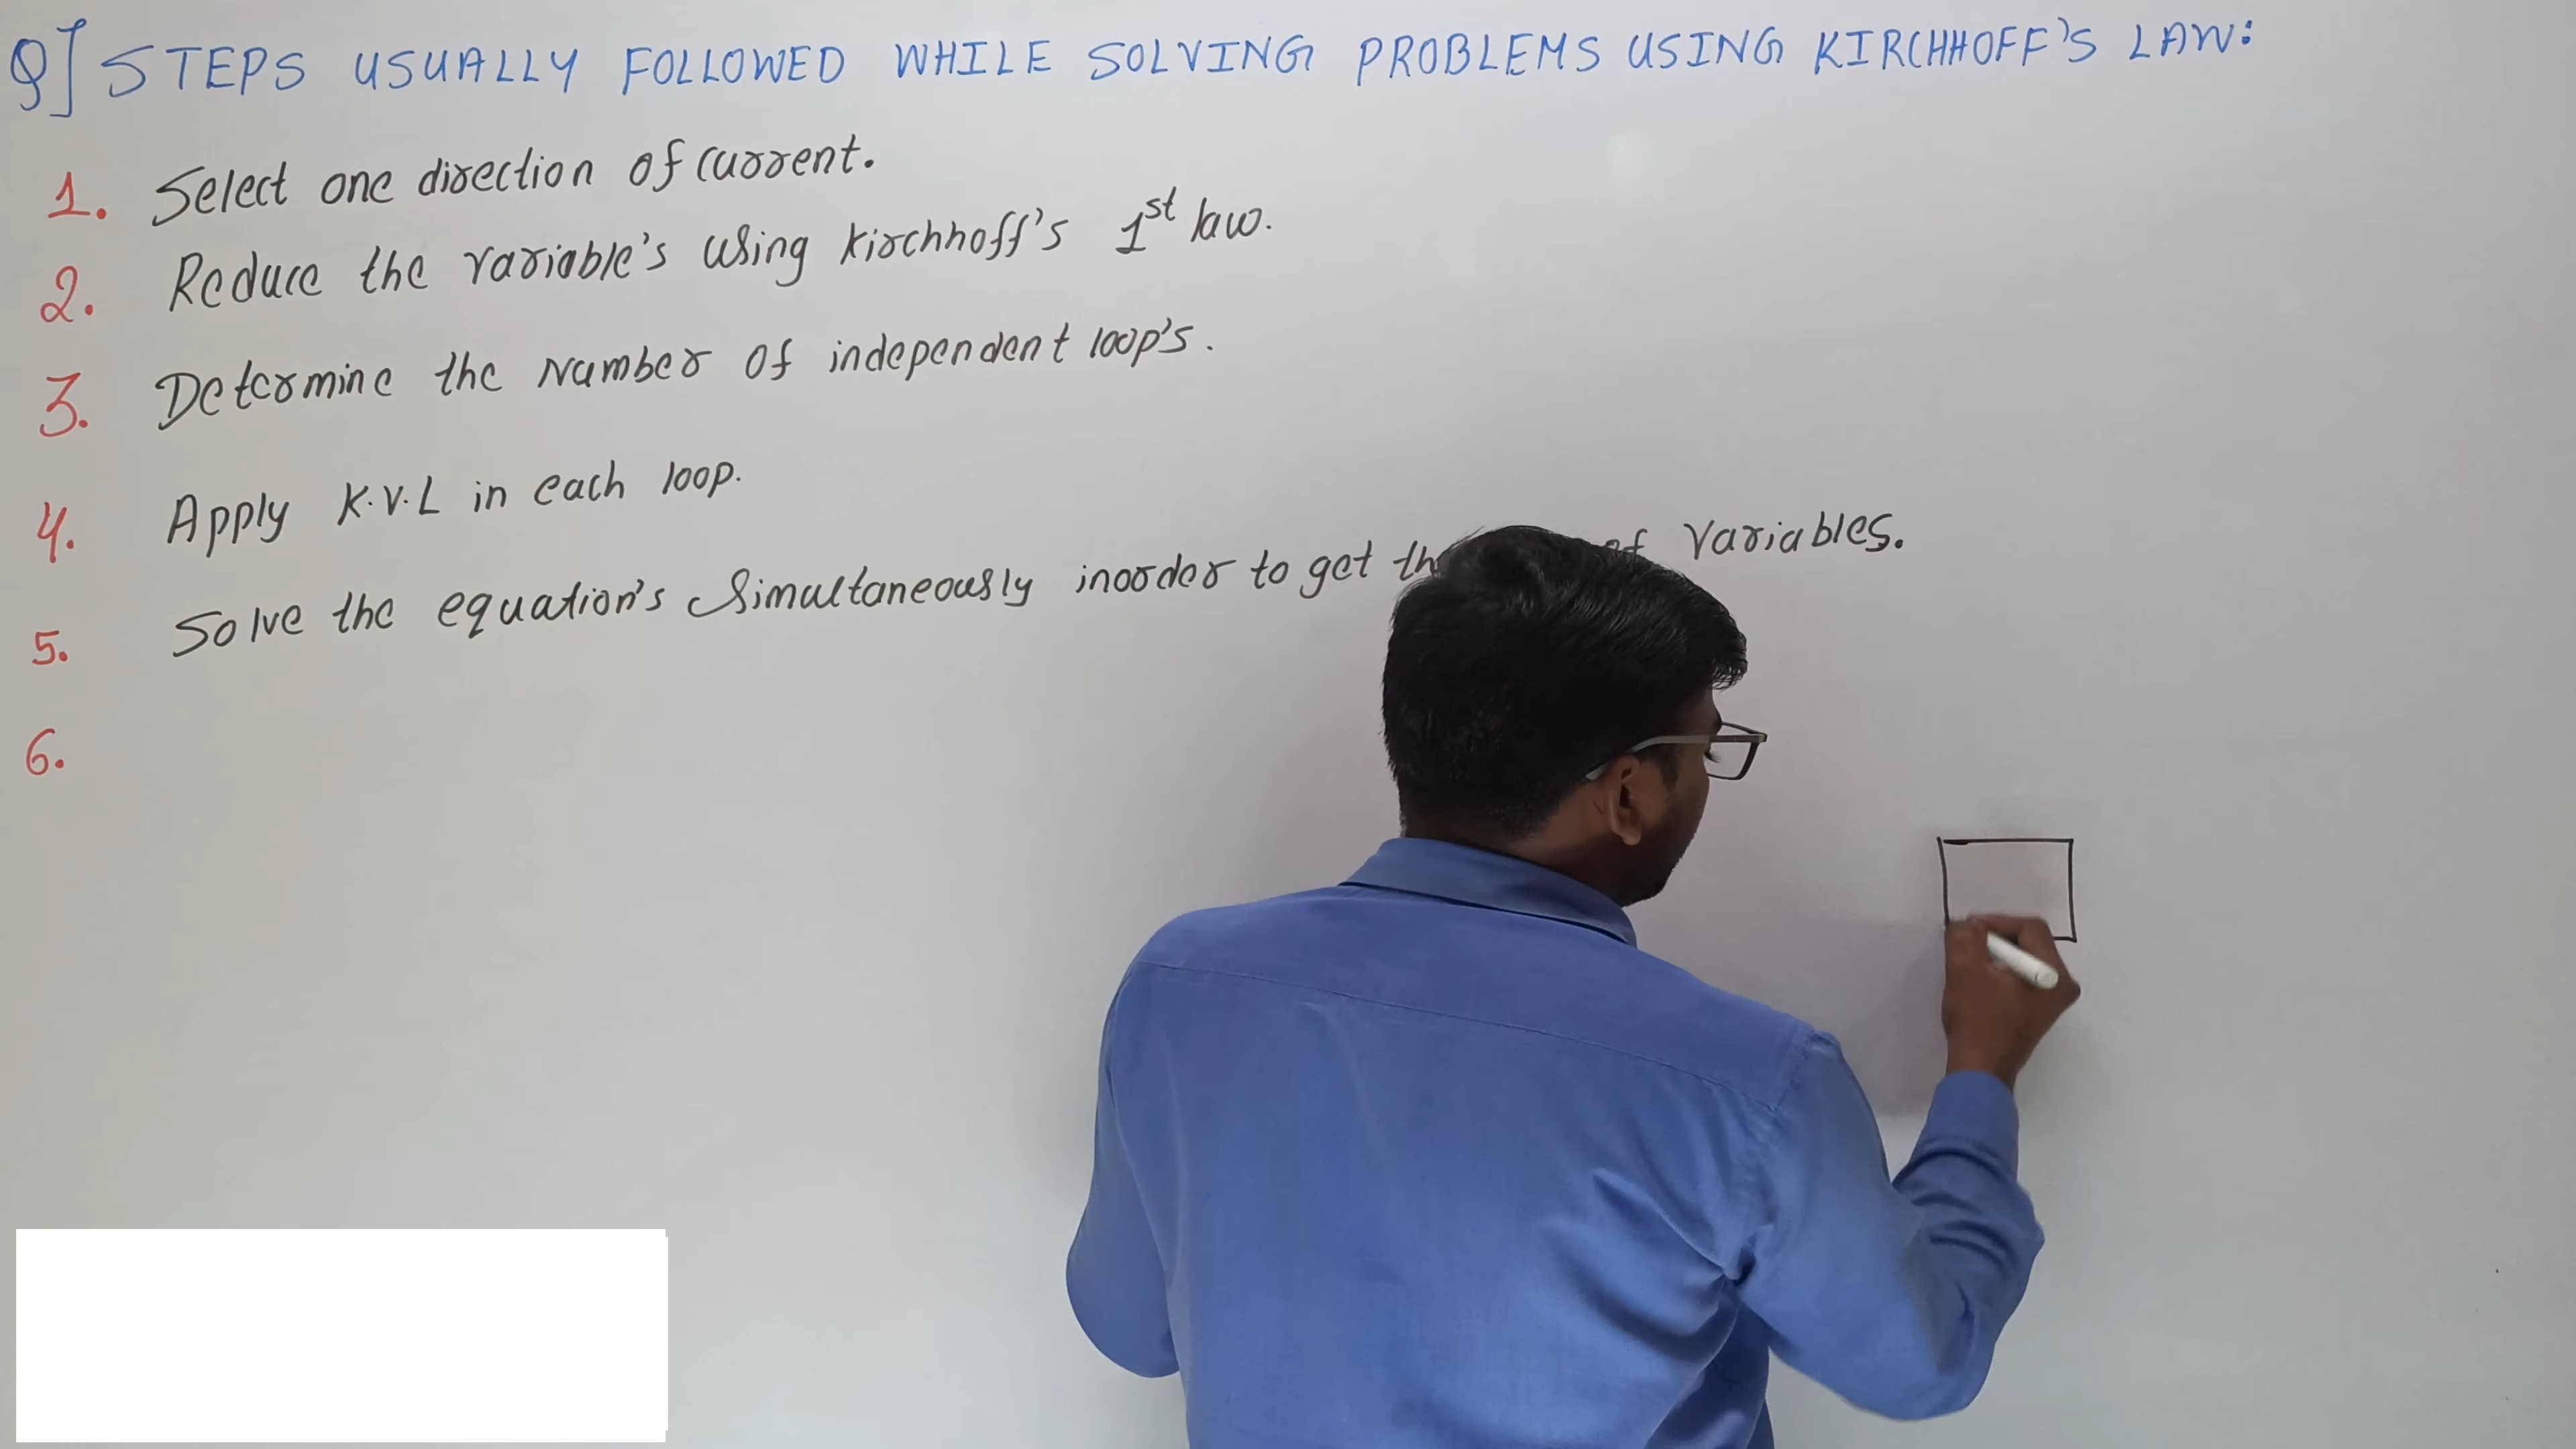 Q] STEPS USUALLY FOLLOWED WHILE SOLVING PROBLEMS USING KIRCHHOFF'S LAW:
1. Select one direction of current.
2. Reduce the variable's using Kirchhoff's 1st law.
3. Determine the number of independent loop's.
4. Apply K.V.L in each loop.
5. Solve the equation's simultaneously inorder to get of variables.
6.